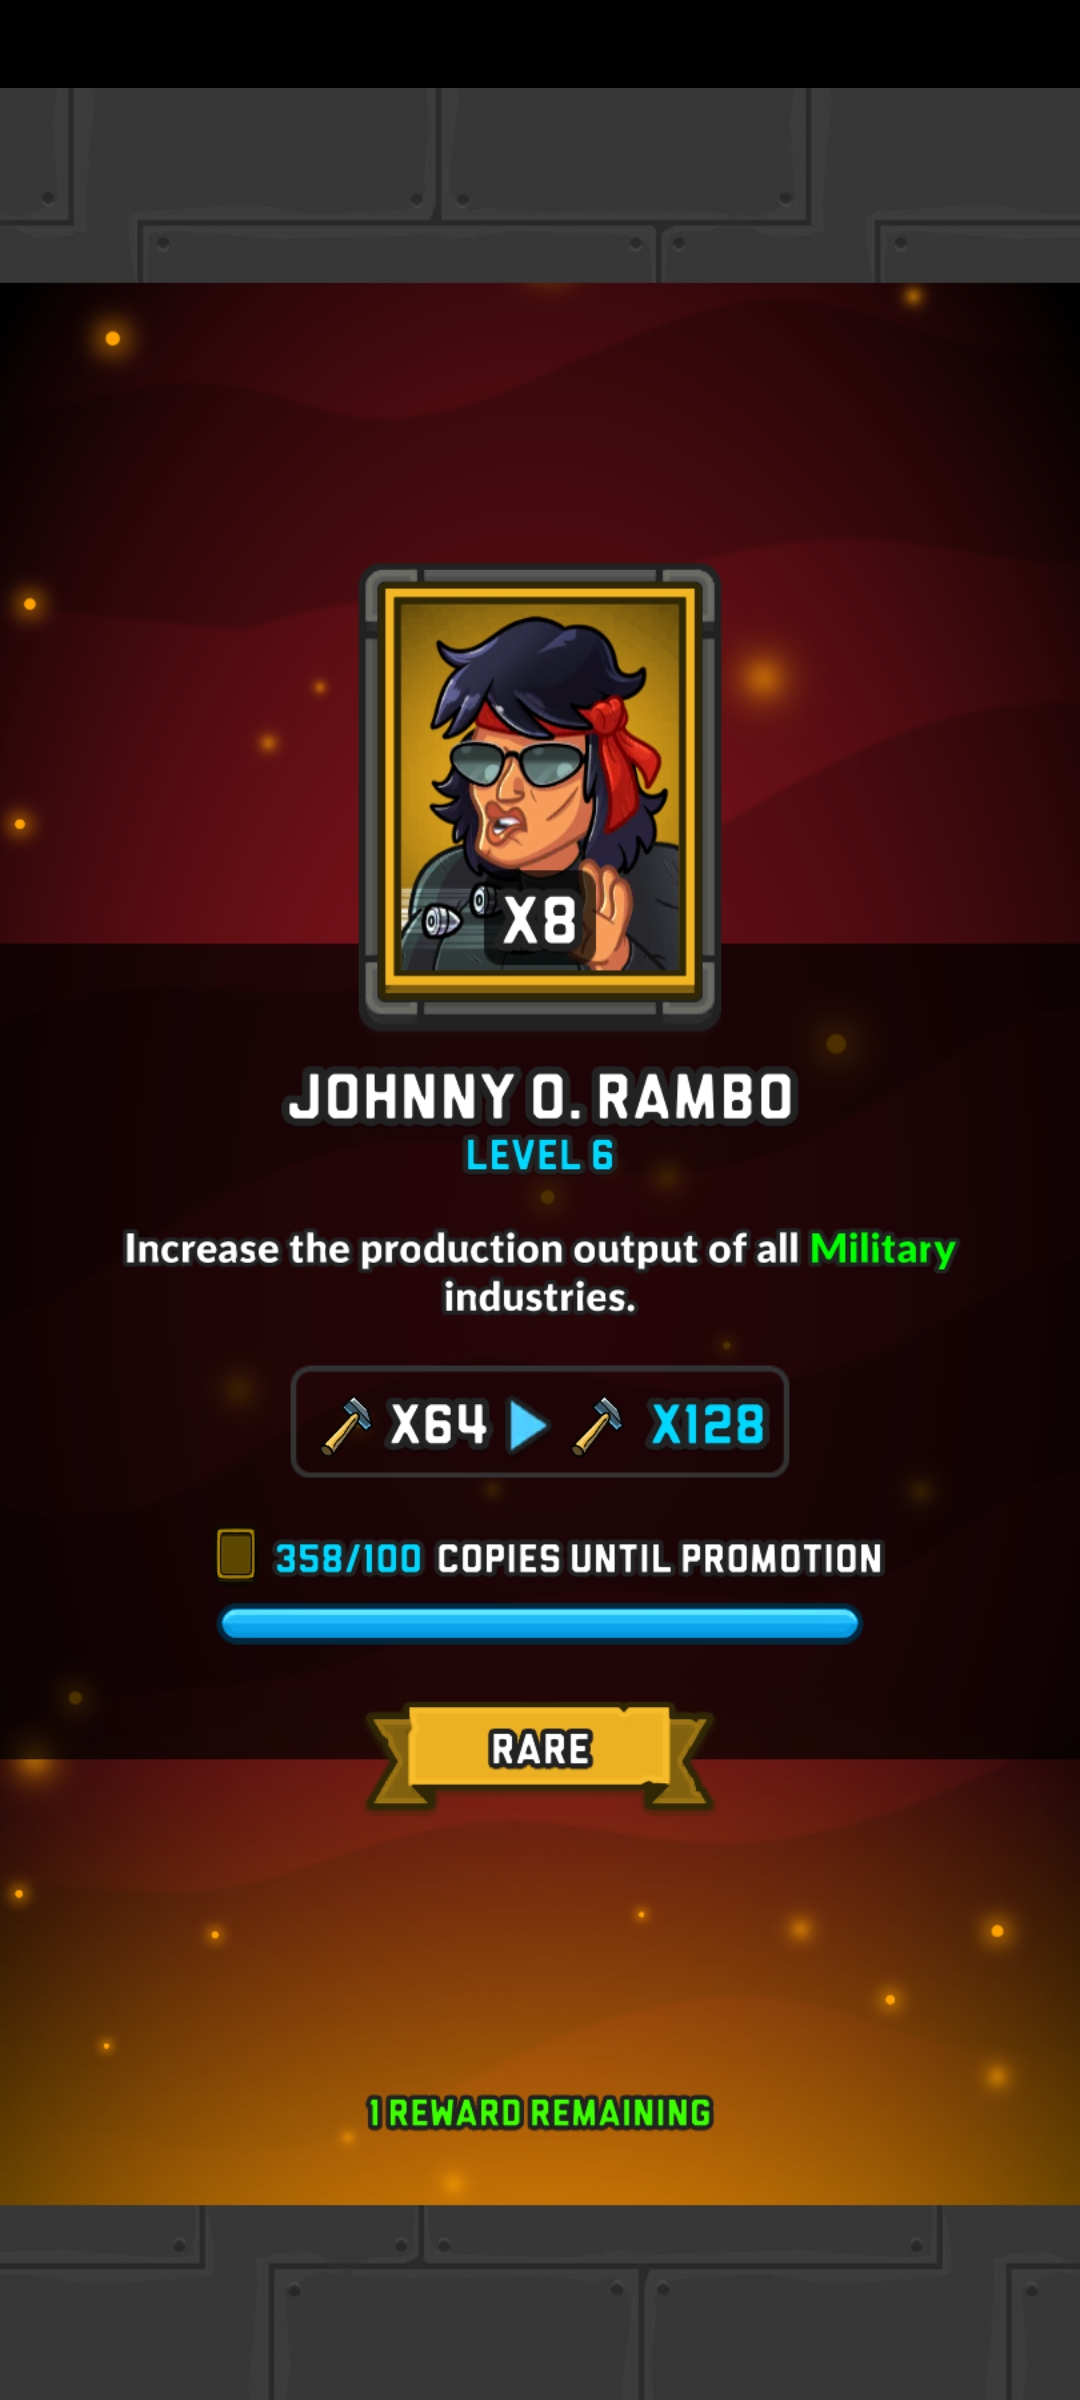 X8
JOHNNY O. RAMBO
LEVEL 6
Increase the production output of all Military
industries.
X64 X128
358/100 COPIES UNTIL PROMOTION
RARE
1 REWARD REMAINING